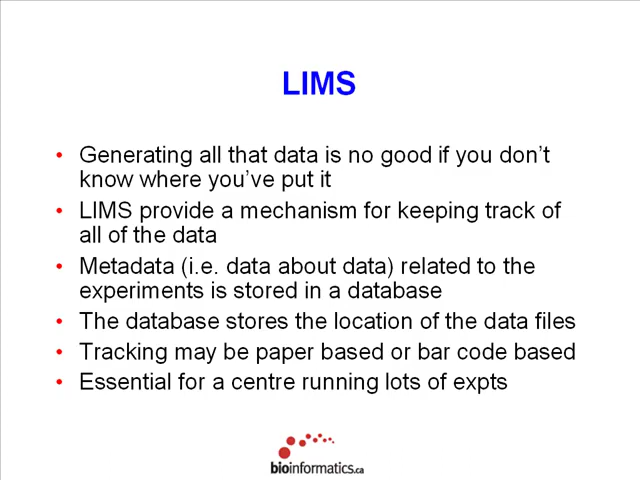 LIMS
• Generating all that data is no good if you don't
know where you've put it
• LIMS provide a mechanism for keeping track of
all of the data
• Metadata (i.e. data about data) related to the
experiments is stored in a database
• The database stores the location of the data files
• Tracking may be paper based or bar code based
• Essential for a centre running lots of expts
bioinformatics.ca